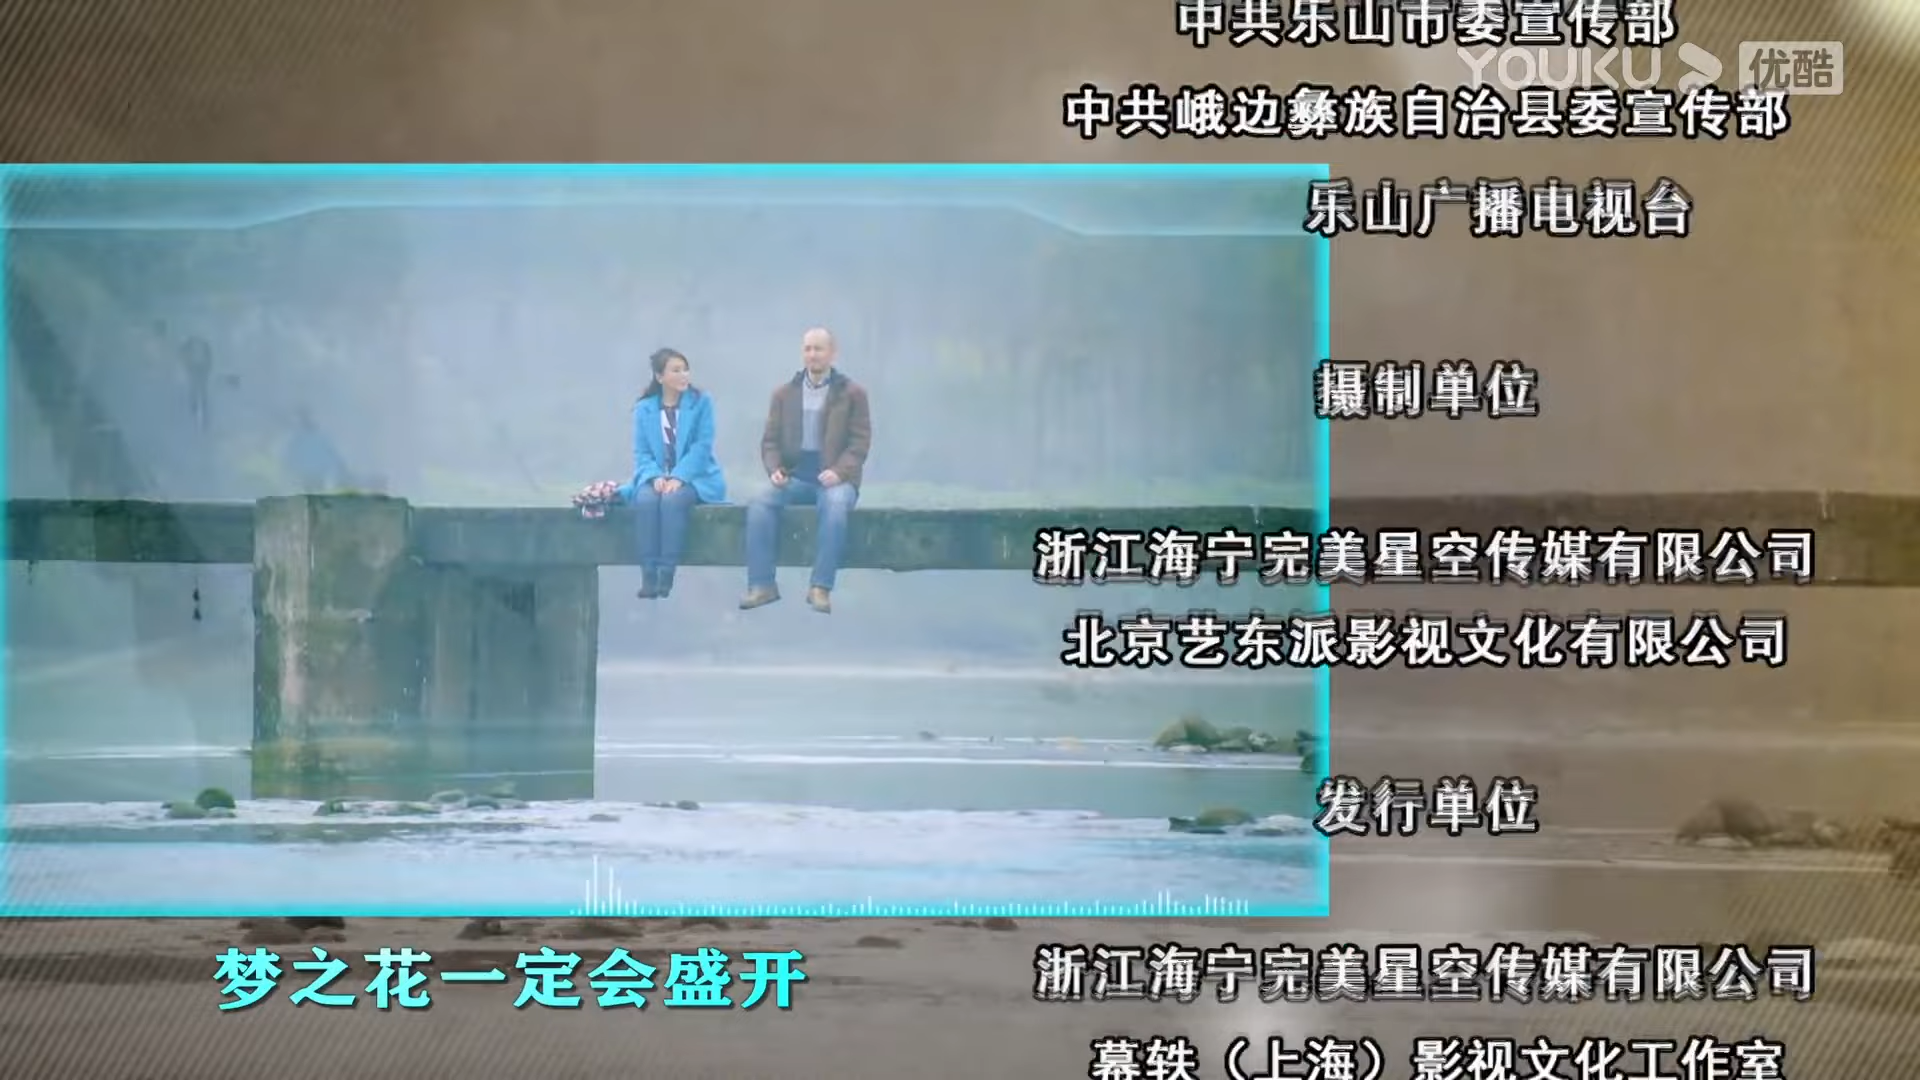 中共乐山市委宣传部
YOUKU 优酷
中共峨边彝族自治县委宣传部
乐山广播电视台
摄制单位
浙江海宁完美星空传媒有限公司
北京艺东派影视文化有限公司
发行单位
浙江海宁完美星空传媒有限公司
幕轶（上海）影视文化工作室
梦之花一定会盛开